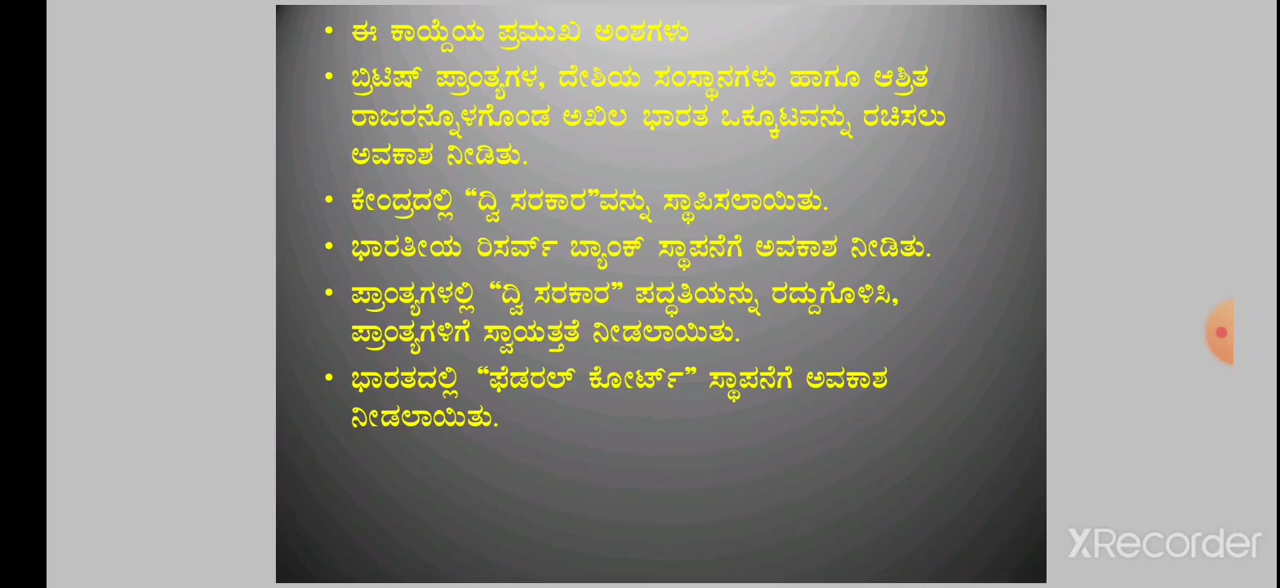 • ಈ ಕಾಯ್ದೆಯ ಪ್ರಮುಖ ಅಂಶಗಳು
• ಬ್ರಿಟಿಷ್ ಪ್ರಾಂತ್ಯಗಳ, ದೇಶಿಯ ಸಂಸ್ಥಾನಗಳು ಹಾಗೂ ಆಶ್ರಿತ
ರಾಜರನ್ನೊಳಗೊಂಡ ಅಖಿಲ ಭಾರತ ಒಕ್ಕೂಟವನ್ನು ರಚಿಸಲು
ಅವಕಾಶ ನೀಡಿತು.
• ಕೇಂದ್ರದಲ್ಲಿ “ದ್ವಿ ಸರಕಾರ”ವನ್ನು ಸ್ಥಾಪಿಸಲಾಯಿತು.
• ಭಾರತೀಯ ರಿಸರ್ವ್ ಬ್ಯಾಂಕ್ ಸ್ಥಾಪನೆಗೆ ಅವಕಾಶ ನೀಡಿತು.
• ಪ್ರಾಂತ್ಯಗಳಲ್ಲಿ “ದ್ವಿ ಸರಕಾರ” ಪದ್ಧತಿಯನ್ನು ರದ್ದುಗೊಳಿಸಿ,
ಪ್ರಾಂತ್ಯಗಳಿಗೆ ಸ್ವಾಯತ್ತತೆ ನೀಡಲಾಯಿತು.
• ಭಾರತದಲ್ಲಿ “ಫೆಡರಲ್ ಕೋರ್ಟ್” ಸ್ಥಾಪನೆಗೆ ಅವಕಾಶ
ನೀಡಲಾಯಿತು.
XRecorder